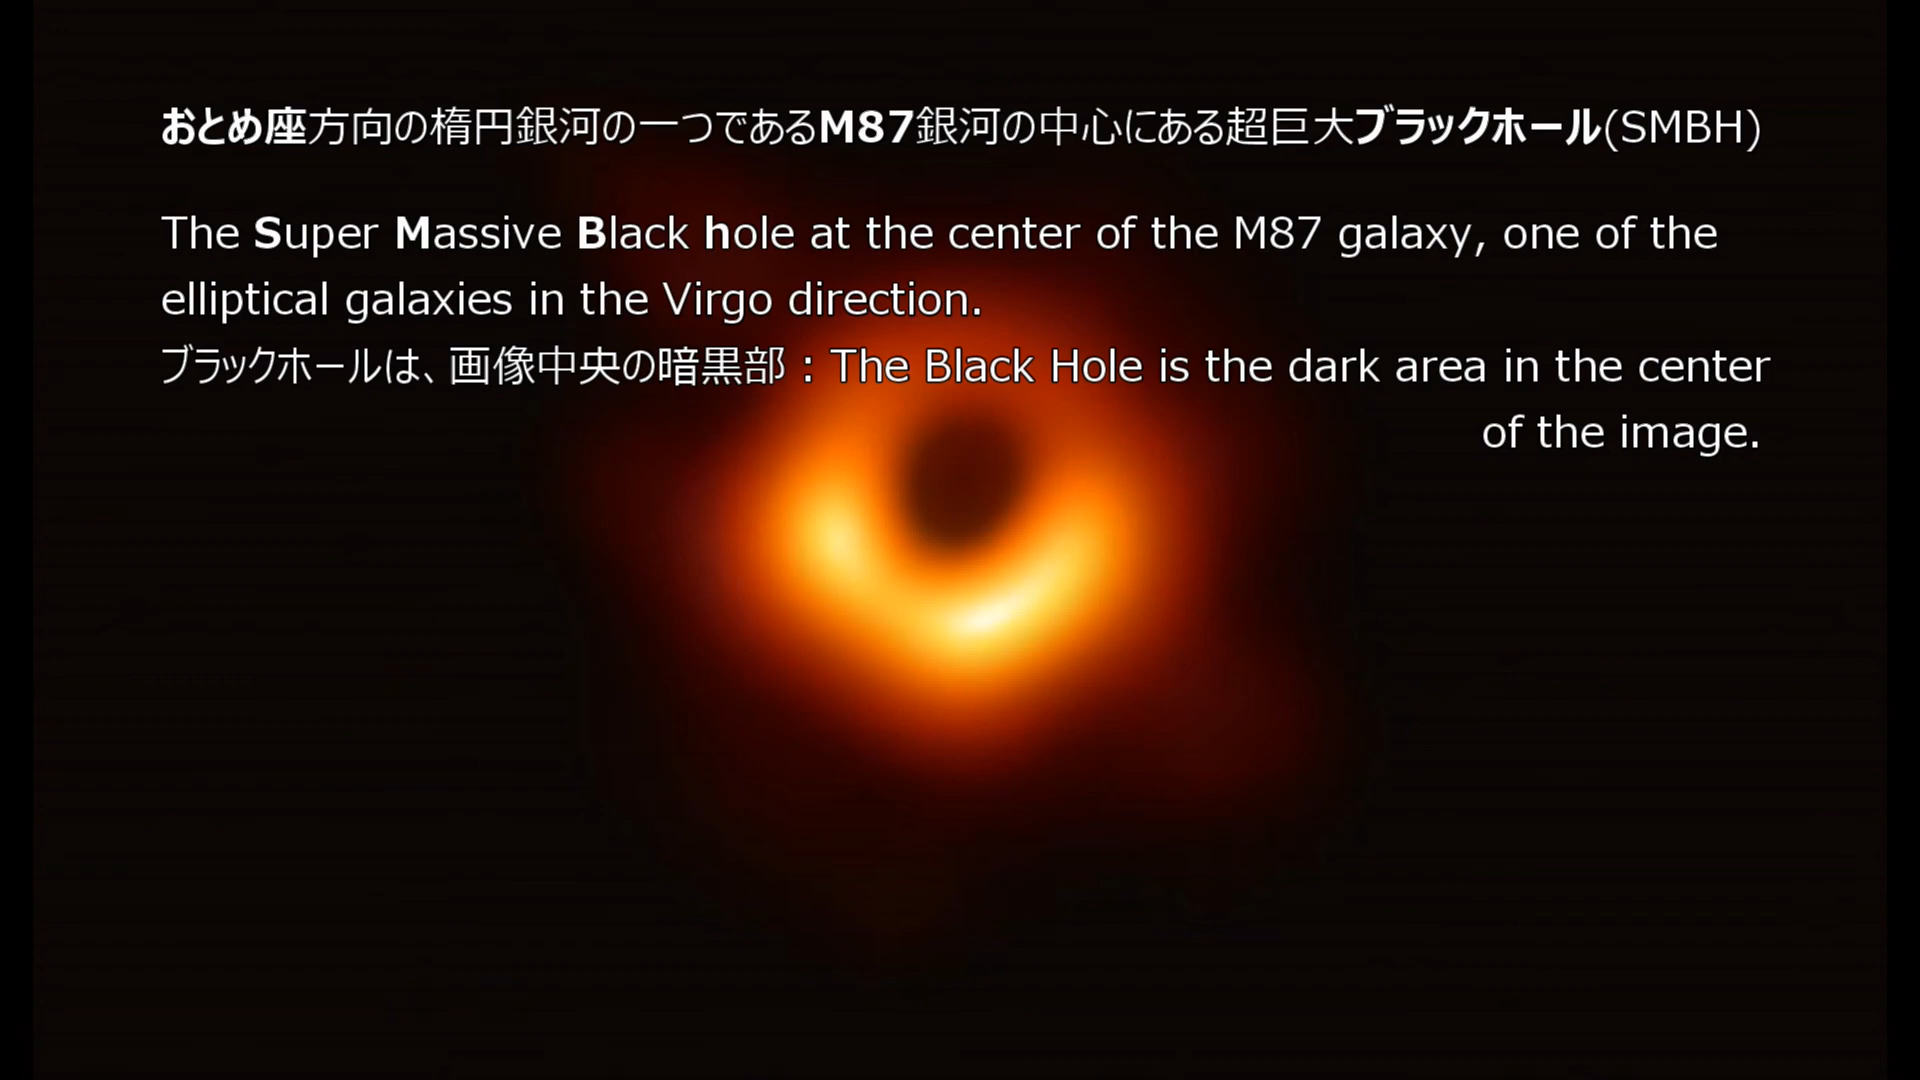 おとめ座方向の楕円銀河の一つであるM87銀河の中心にある超巨大ブラックホール(SMBH)
The Super Massive Black hole at the center of the M87 galaxy, one of the
elliptical galaxies in the Virgo direction.
ブラックホールは、画像中央の暗黒部：The Black Hole is the dark area in the center
of the image.